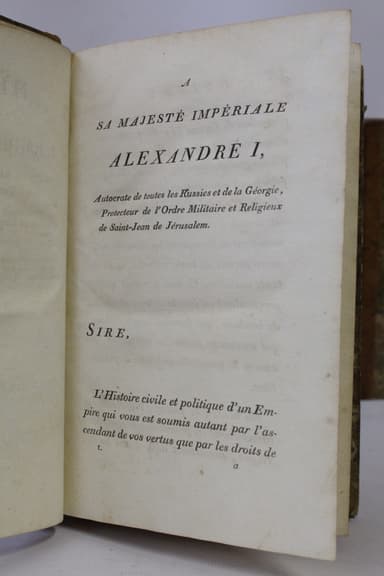 A
SA MAJESTÉ IMPÉRIALE
ALEXANDRE I,
Autocrate de toutes les Russies et de la Géorgie,
Protecteur de l'Ordre Militaire et Religieux
de Saint-Jean de Jérusalem.
SIRE,
L'Histoire civile et politique d'un Em-
pire qui vous est soumis autant par l'as-
cendant de vos vertus que par les droits de
1. a